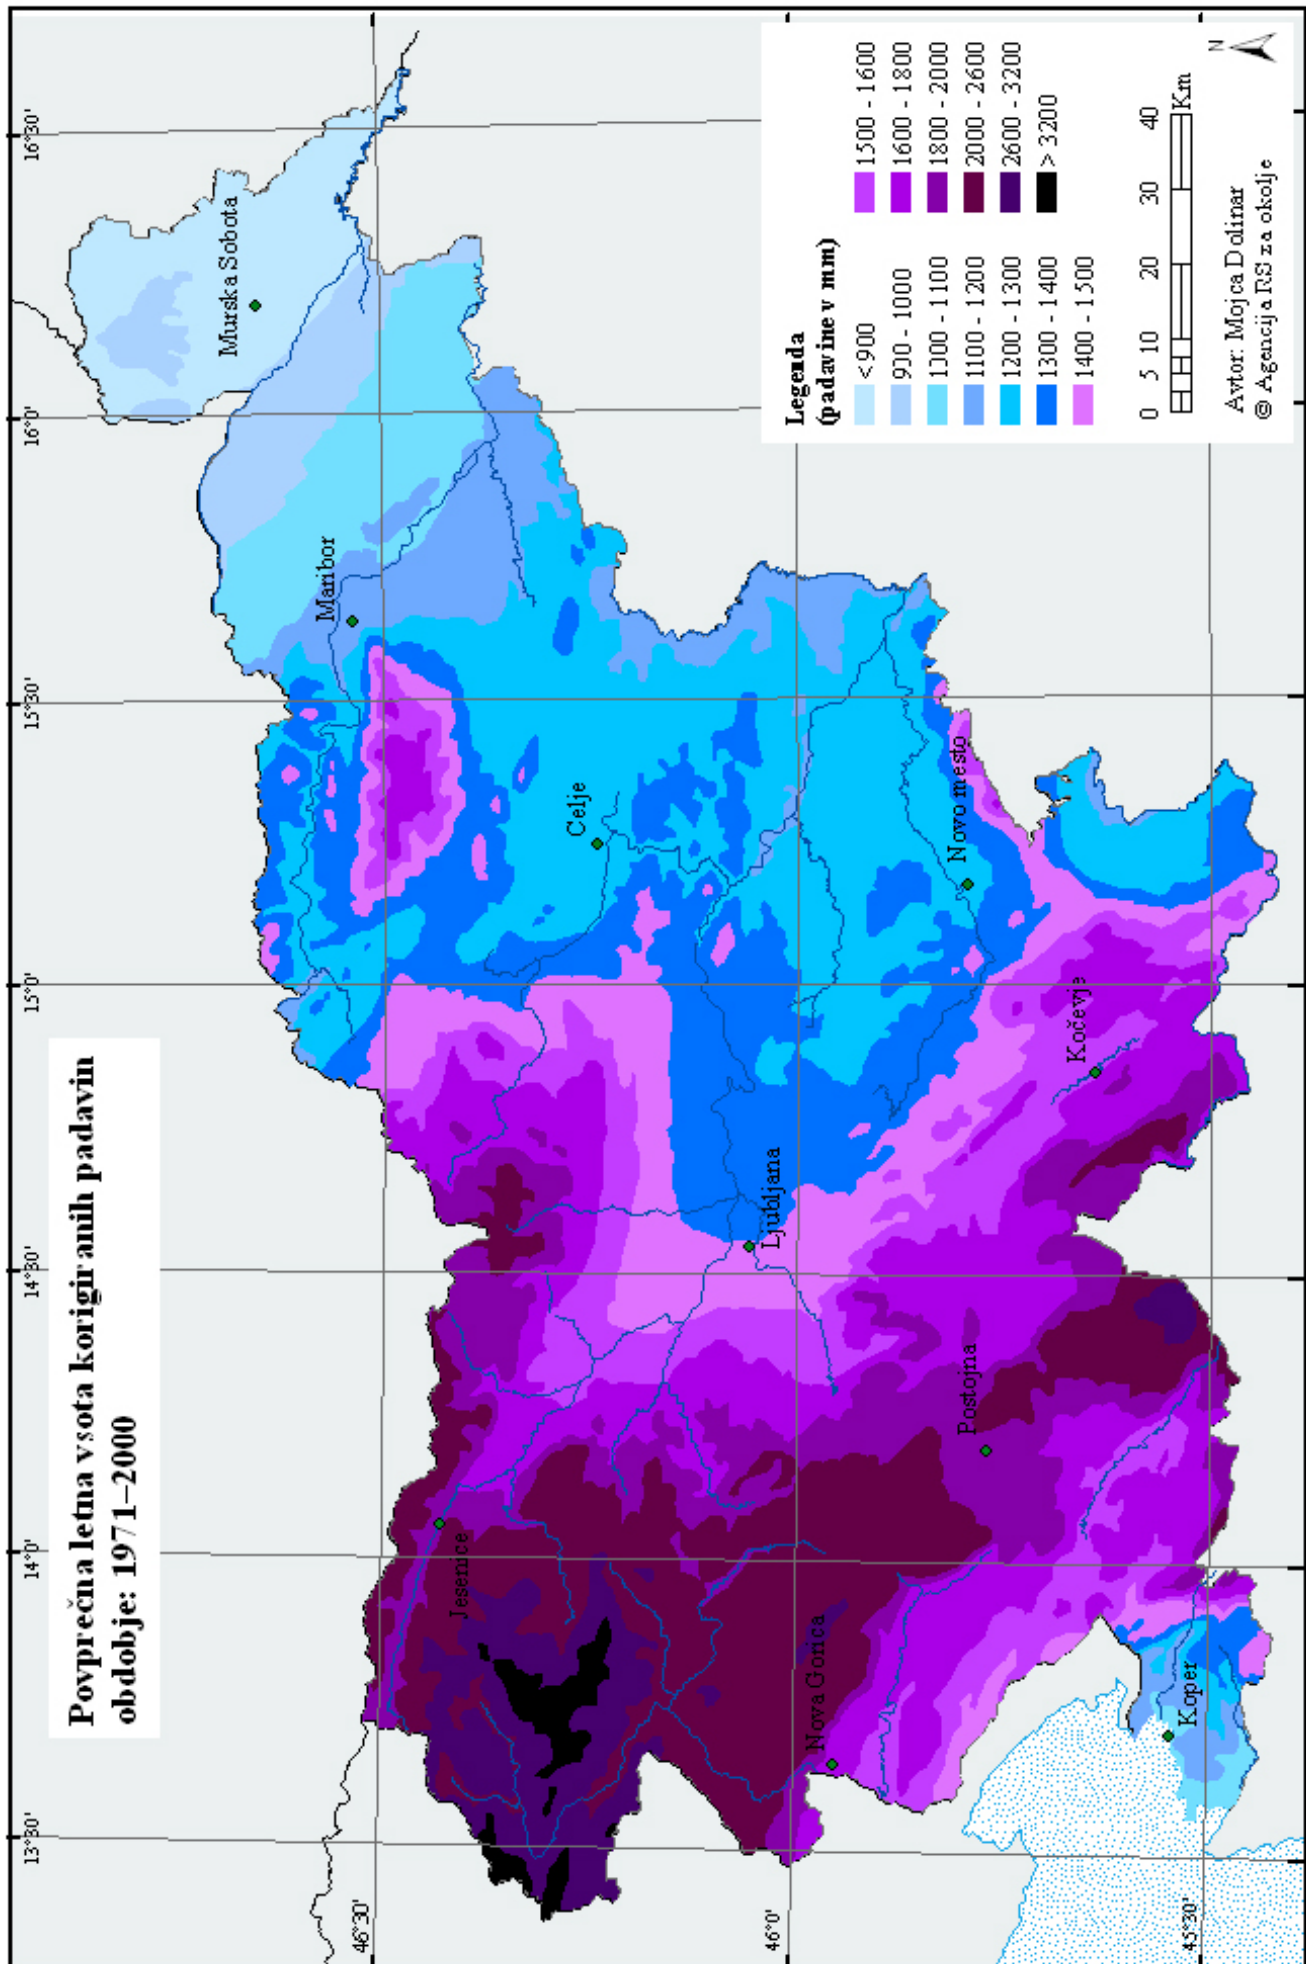 Povprečna letna vsota korigiranih padavin
obdobje: 1971–2000
13°30'
14°0'
14°30'
15°0'
15°30'
16°0'
16°30'
46°30'
46°0'
45°30'
Murska Sobota
Maribor
Celje
Jesenice
Ljubljana
Novo mesto
Kočevje
Nova Gorica
Postojna
Koper
Legenda
(padavine v mm)
<900
900 - 1000
1000 - 1100
1100 - 1200
1200 - 1300
1300 - 1400
1400 - 1500
1500 - 1600
1600 - 1800
1800 - 2000
2000 - 2600
2600 - 3200
> 3200
0 5 10 20 30 40
Km
N
Avtor: Mojca Dolinar
© Agencija RS za okolje